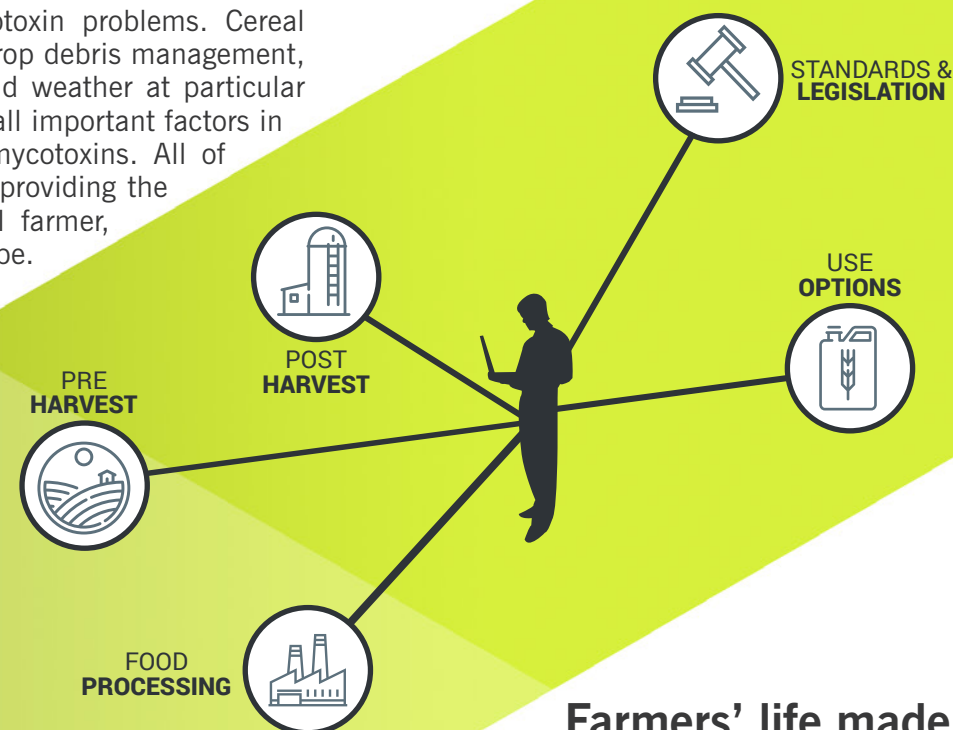 otoxin problems. Cereal
rop debris management,
d weather at particular
all important factors in
mycotoxins. All of
providing the
farmer,
pe.
STANDARDS &
LEGISLATION
USE
OPTIONS
POST
HARVEST
PRE
HARVEST
FOOD
PROCESSING
Farmers’ life made